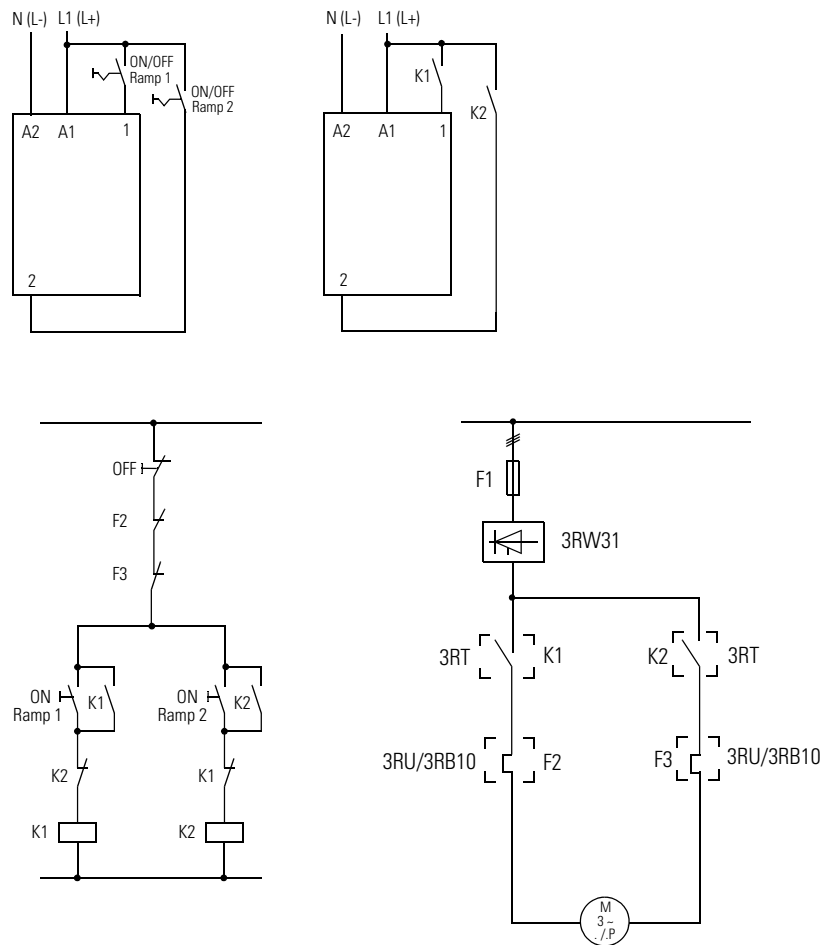 N (L-) L1 (L+)
ON/OFF
Ramp 1
ON/OFF
Ramp 2
A2 A1 1
2
N (L-) L1 (L+)
K1
K2
A2 A1 1
2
OFF
F2
F3
ON
Ramp 1
K1
ON
Ramp 2
K2
K2
K1
K1
K2
F1
3RW31
3RT
K1
K2
3RT
3RU/3RB10
F2
F3
3RU/3RB10
M
3 ~
. /.P